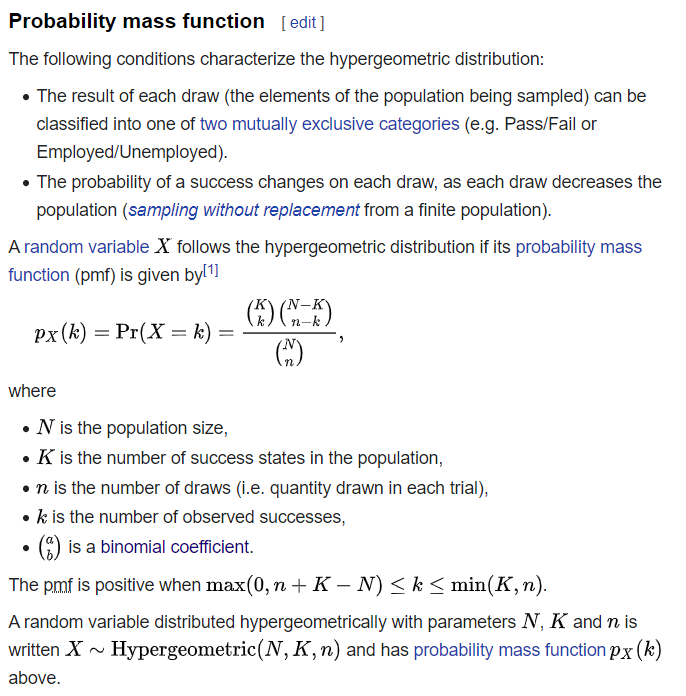 Probability mass function [ edit ]
The following conditions characterize the hypergeometric distribution:
• The result of each draw (the elements of the population being sampled) can be
classified into one of two mutually exclusive categories (e.g. Pass/Fail or
Employed/Unemployed).
• The probability of a success changes on each draw, as each draw decreases the
population (sampling without replacement from a finite population).
A random variable X follows the hypergeometric distribution if its probability mass
function (pmf) is given by[1]
p_X(k) = Pr(X = k) = \frac{\binom{K}{k}\binom{N-K}{n-k}}{\binom{N}{n}},
where
• N is the population size,
• K is the number of success states in the population,
• n is the number of draws (i.e. quantity drawn in each trial),
• k is the number of observed successes,
• \binom{a}{b} is a binomial coefficient.
The pmf is positive when max(0, n + K − N) ≤ k ≤ min(K, n).
A random variable distributed hypergeometrically with parameters N, K and n is
written X ∼ Hypergeometric(N, K, n) and has probability mass function p_X(k)
above.